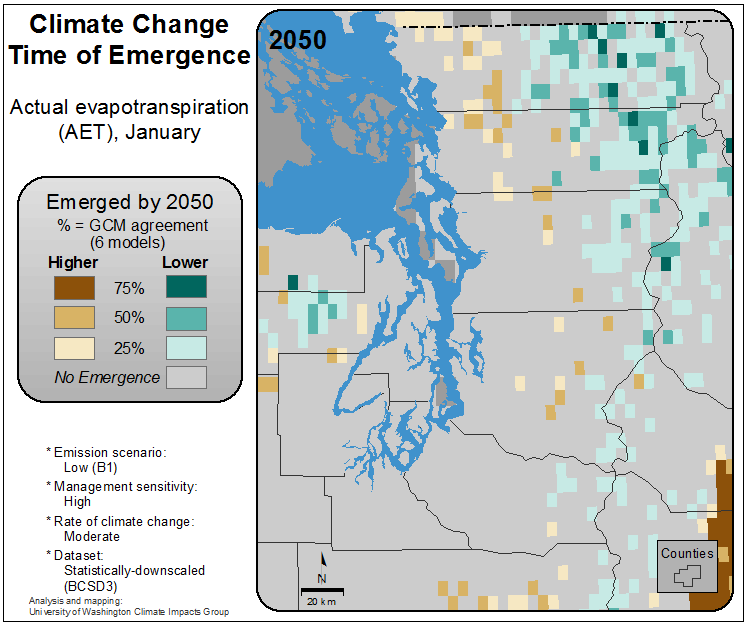 Climate Change
Time of Emergence
Actual evapotranspiration
(AET), January
Emerged by 2050
% = GCM agreement
(6 models)
Higher Lower
75%
50%
25%
No Emergence
* Emission scenario:
Low (B1)
* Management sensitivity:
High
* Rate of climate change:
Moderate
* Dataset:
Statistically-downscaled
(BCSD3)
Analysis and mapping:
University of Washington Climate Impacts Group
2050
N
20 km
Counties